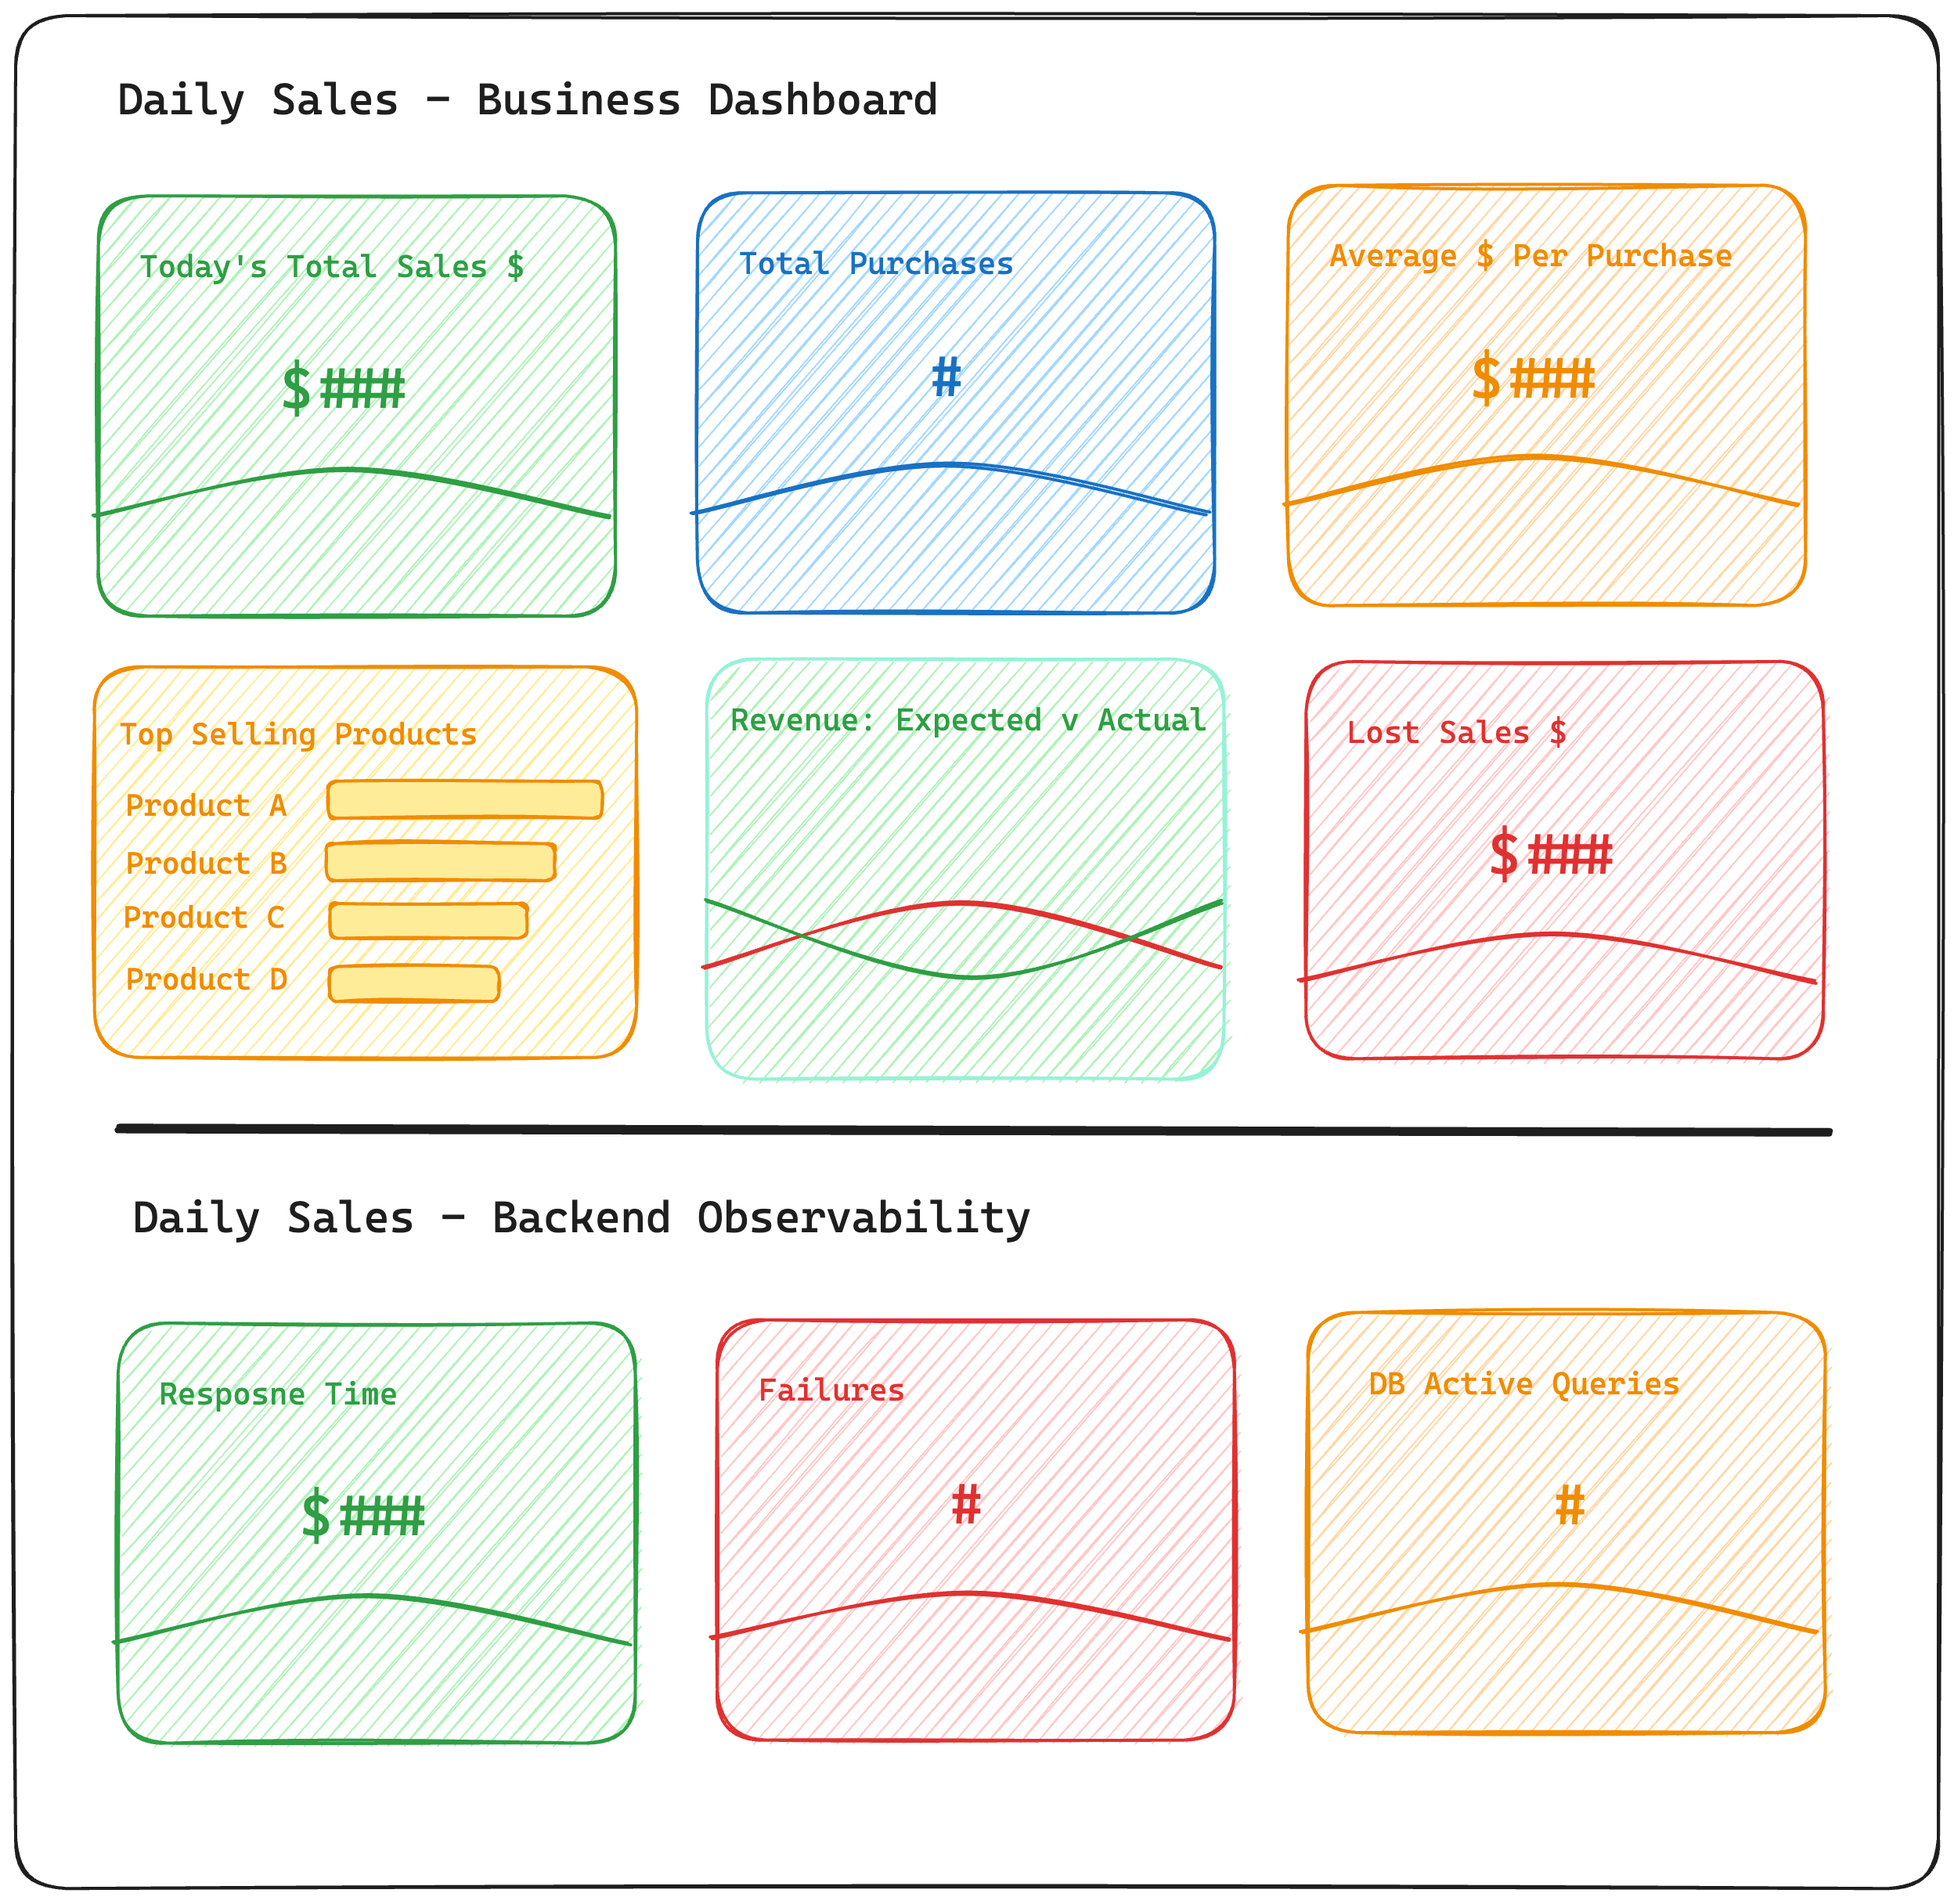 Daily Sales - Business Dashboard
Today's Total Sales $
$###
Total Purchases
#
Average $ Per Purchase
$###
Top Selling Products
Product A
Product B
Product C
Product D
Revenue: Expected v Actual
Lost Sales $
$###
Daily Sales - Backend Observability
Resposne Time
$###
Failures
#
DB Active Queries
#